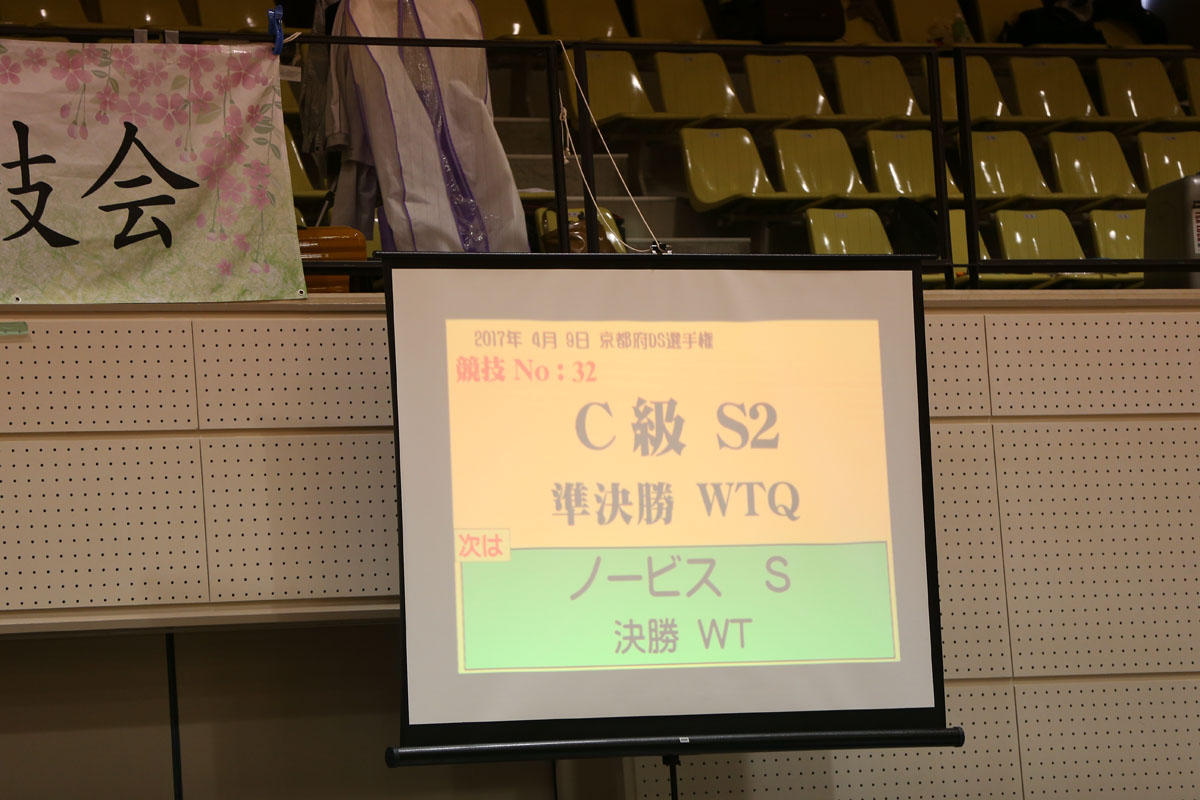 技会
2017年 4月 9日 京都府DS選手権
競技 No : 32
C 級 S2
準決勝 WTQ
次は
ノービス S
決勝 WT